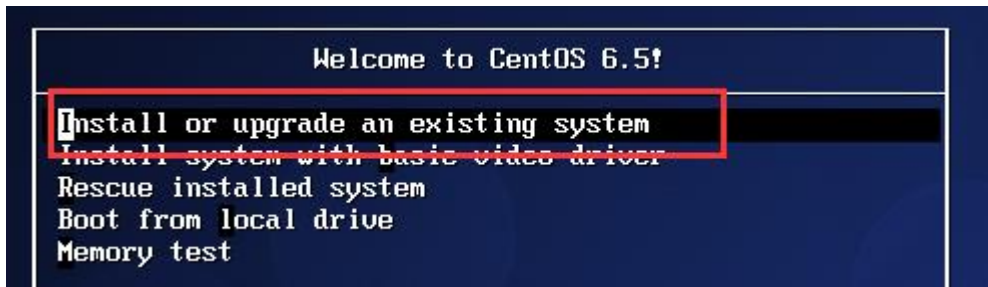 Welcome to CentOS 6.5!
Install or upgrade an existing system
Install system with basic video driver
Rescue installed system
Boot from local drive
Memory test